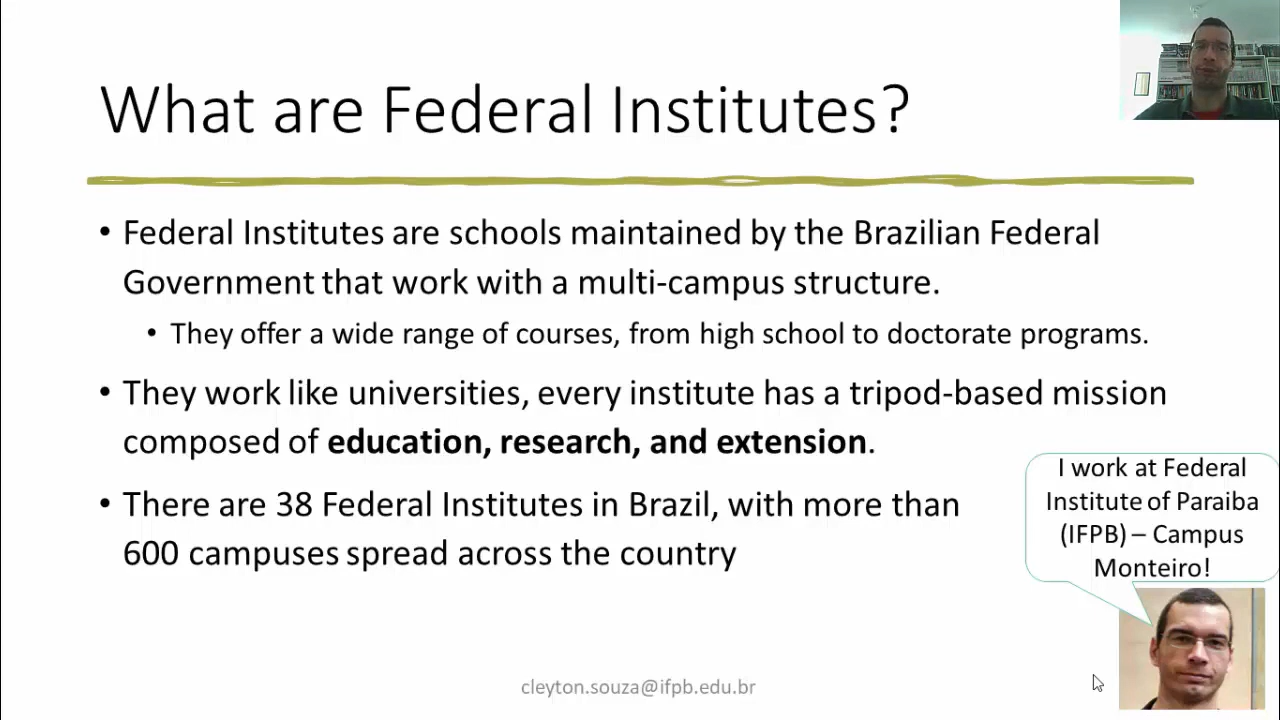 What are Federal Institutes?
• Federal Institutes are schools maintained by the Brazilian Federal
Government that work with a multi-campus structure.
• They offer a wide range of courses, from high school to doctorate programs.
• They work like universities, every institute has a tripod-based mission
composed of education, research, and extension.
• There are 38 Federal Institutes in Brazil, with more than
600 campuses spread across the country
I work at Federal
Institute of Paraiba
(IFPB) – Campus
Monteiro!
cleyton.souza@ifpb.edu.br